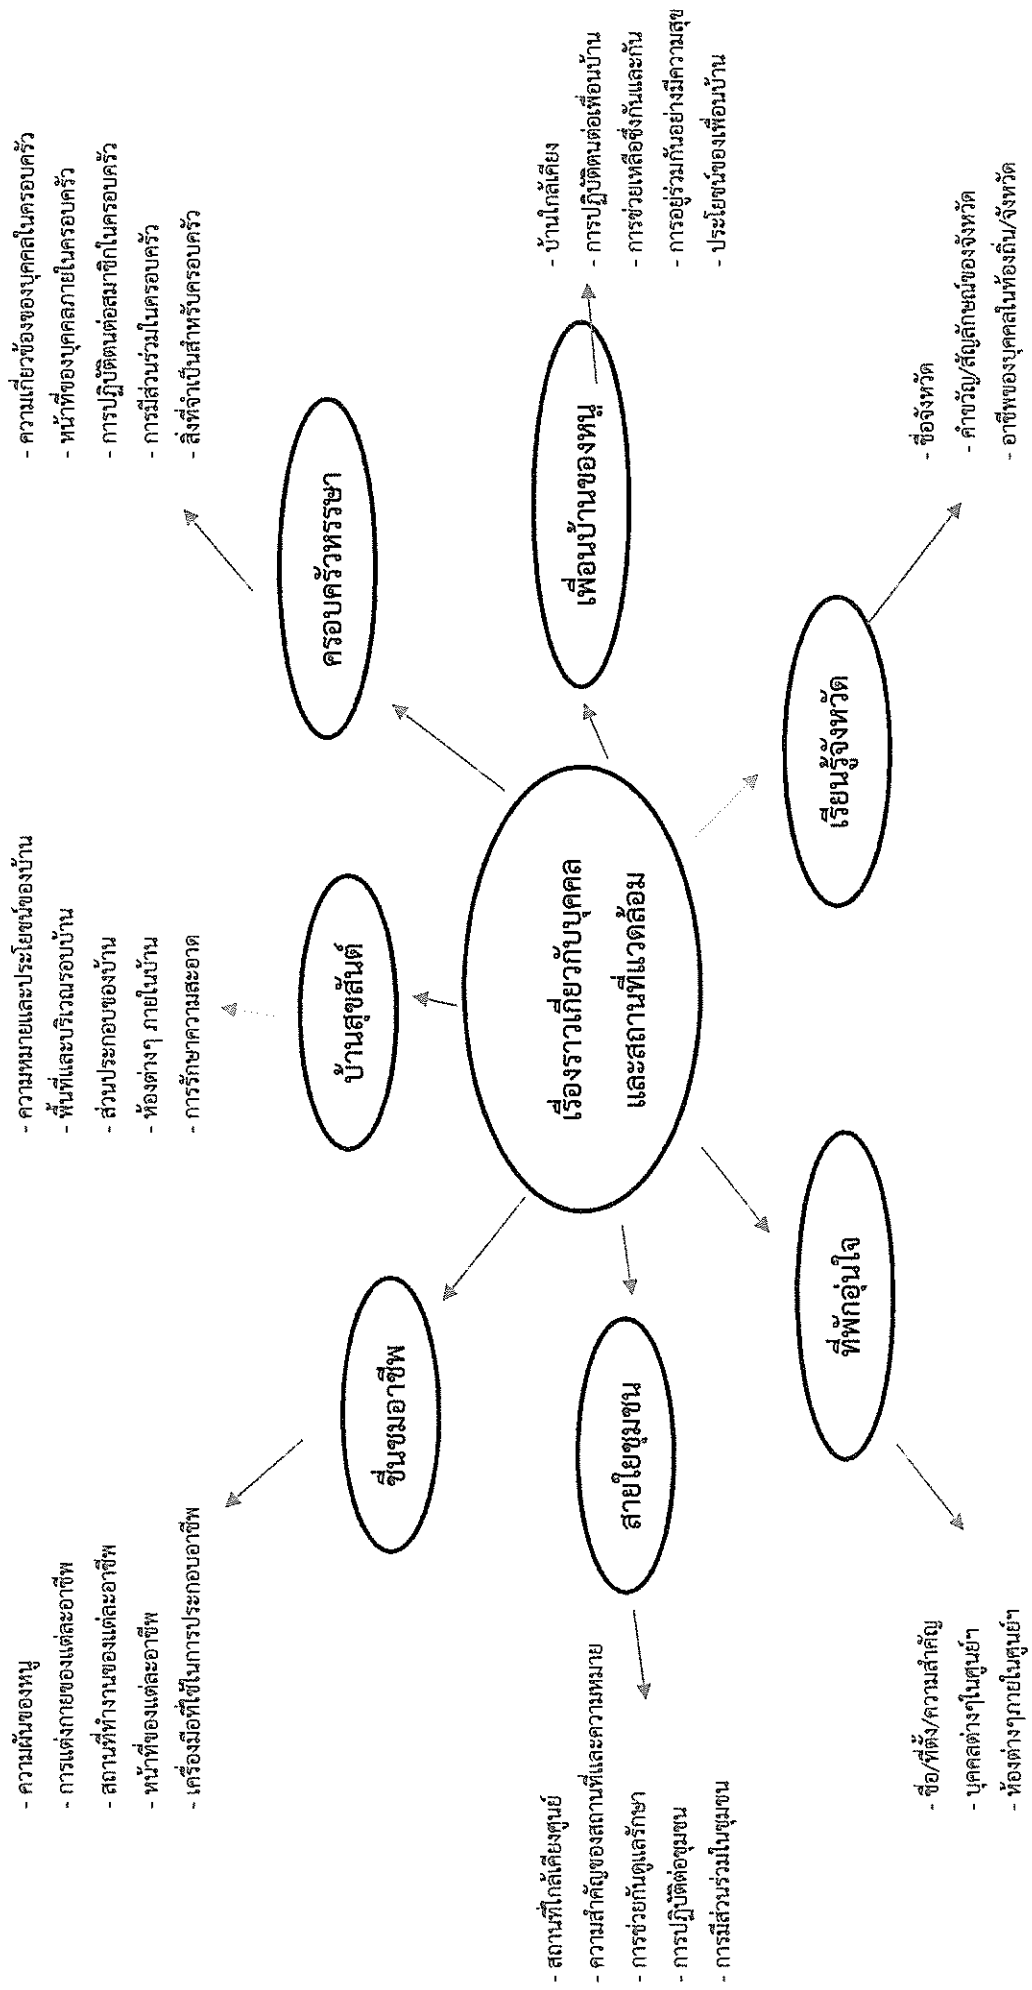 - ความฝันของหนู
- การแต่งกายของแต่ละอาชีพ
- สถานที่ทำงานของแต่ละอาชีพ
- หน้าที่ของแต่ละอาชีพ
- เครื่องมือที่ใช้ในการประกอบอาชีพ
- ความหมายและประโยชน์ของบ้าน
- พื้นที่และบริเวณรอบบ้าน
- ส่วนประกอบของบ้าน
- ห้องต่างๆ ภายในบ้าน
- การรักษาความสะอาด
- ความเกี่ยวข้องของบุคคลในครอบครัว
- หน้าที่ของบุคคลภายในครอบครัว
- การปฏิบัติตนต่อสมาชิกในครอบครัว
- การมีส่วนร่วมในครอบครัว
- สิ่งที่จำเป็นสำหรับครอบครัว
ชื่นชมอาชีพ
บ้านสุขสันต์
ครอบครัวหรรษา
- สถานที่ใกล้เคียงศูนย์
- ความสำคัญของสถานที่และความหมาย
- การช่วยกันดูแลรักษา
- การปฏิบัติต่อชุมชน
- การมีส่วนร่วมในชุมชน
สายใยชุมชน
เรื่องราวเกี่ยวกับบุคคล
และสถานที่แวดล้อม
เพื่อนบ้านของหนู
- บ้านใกล้เคียง
- การปฏิบัติตนต่อเพื่อนบ้าน
- การช่วยเหลือซึ่งกันและกัน
- การอยู่ร่วมกันอย่างมีความสุข
- ประโยชน์ของเพื่อนบ้าน
ที่พักอุ่นใจ
เรียนรู้จังหวัด
- ชื่อ/ที่ตั้ง/ความสำคัญ
- บุคคลต่างๆในศูนย์ฯ
- ห้องต่างๆภายในศูนย์ฯ
- ชื่อจังหวัด
- คำขวัญ/สัญลักษณ์ของจังหวัด
- อาชีพของบุคคลในท้องถิ่น/จังหวัด